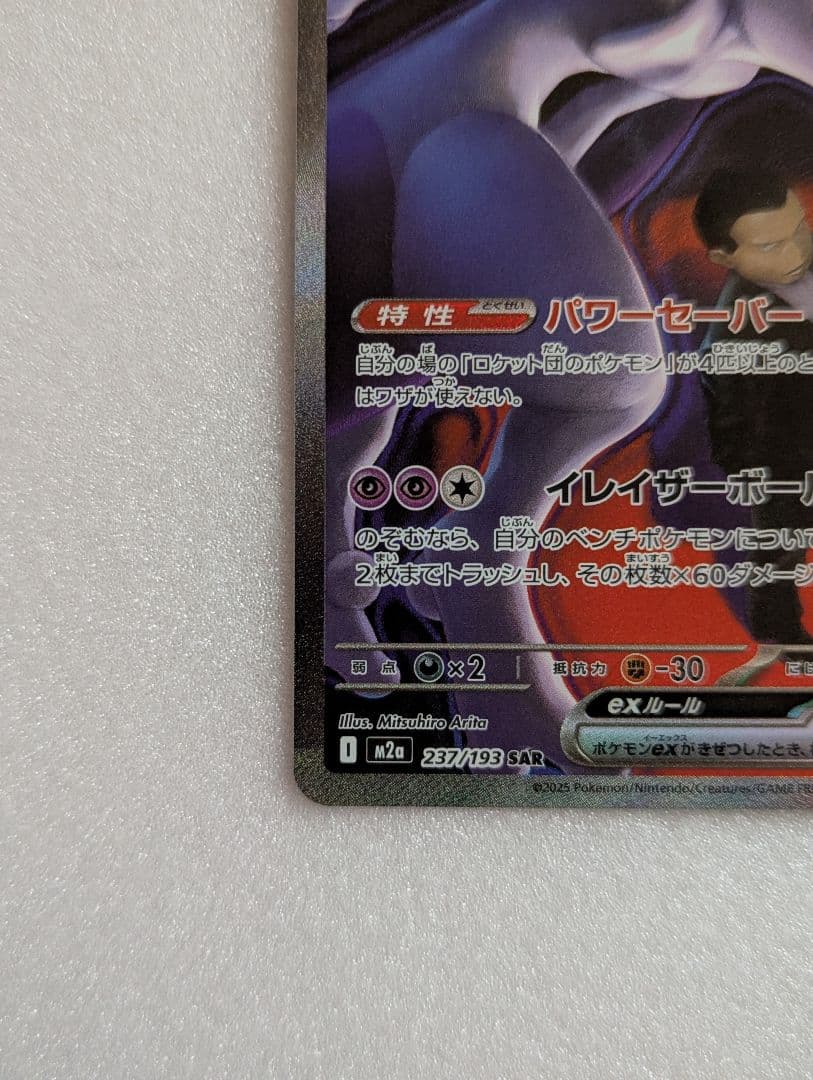 特性 とくせい パワーセーバー
じぶん ば だん ひきいじょう
自分の場の「ロケット団のポケモン」が4匹以上のと
つか
はワザが使えない。
イレイザーボール
じぶん
のぞむなら、自分のベンチポケモンについて
まい まいすう
2枚までトラッシュし、その枚数×60ダメージ
弱点 ×2 抵抗力 -30 にげ
exルール
Illus. Mitsuhiro Arita
イーエックス
ポケモンexがきぜつしたとき、
I m2a 237/193 SAR
©2025 Pokémon/Nintendo/Creatures/GAME FR